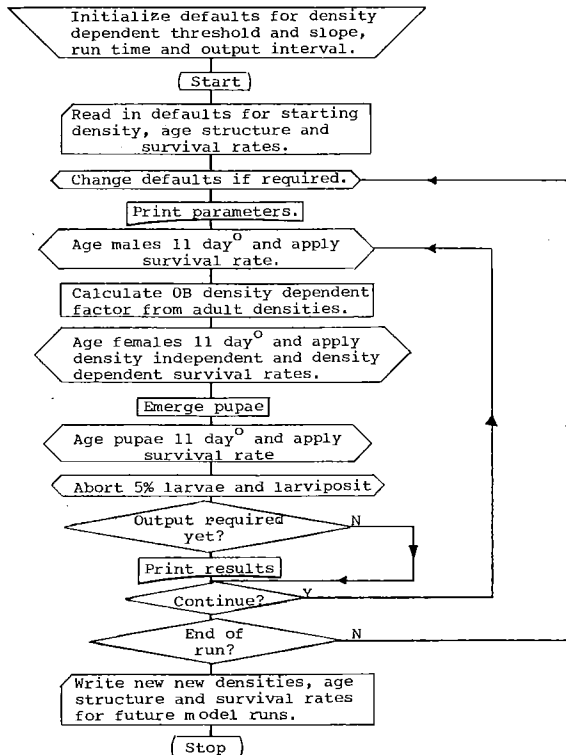 Initialize defaults for density
dependent threshold and slope,
run time and output interval.
Start
Read in defaults for starting
density, age structure and
survival rates.
Change defaults if required.
Print parameters.
Age males 11 day° and apply
survival rate.
Calculate OB density dependent
factor from adult densities.
Age females 11 day° and apply
density independent and density
dependent survival rates.
Emerge pupae
Age pupae 11 day° and apply
survival rate
Abort 5% larvae and larviposit
Output required
yet?
N
Print results
Continue?
Y
End of
run?
N
Write new new densities, age
structure and survival rates
for future model runs.
Stop